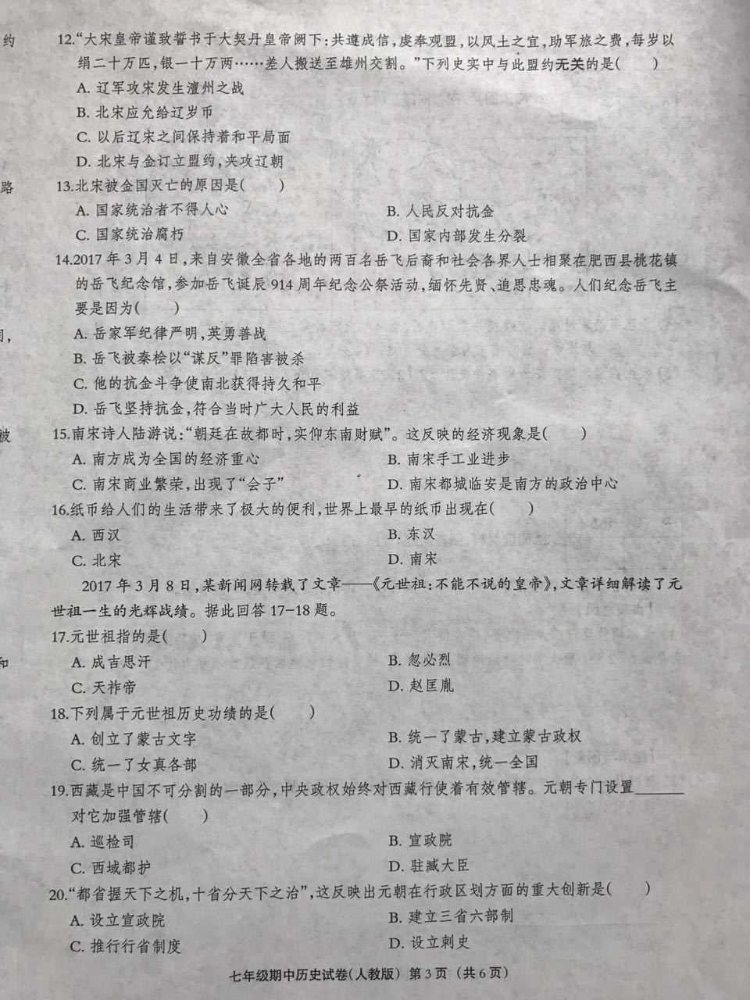 约
路
司，
被
和
12.“大宋皇帝谨致誓书于大契丹皇帝阙下：共遵成信，虔奉观盟，以风土之宜，助军旅之费，每岁以
绢二十万匹，银一十万两……差人搬送至雄州交割。”下列史实中与此盟约无关的是(　　)
A. 辽军攻宋发生澶州之战
B. 北宋应允给辽岁币
C. 以后辽宋之间保持着和平局面
D. 北宋与金订立盟约，夹攻辽朝
13.北宋被金国灭亡的原因是(　　)
A. 国家统治者不得人心 B. 人民反对抗金
C. 国家统治腐朽 D. 国家内部发生分裂
14.2017 年 3 月 4 日，来自安徽全省各地的两百名岳飞后裔和社会各界人士相聚在肥西县桃花镇
的岳飞纪念馆，参加岳飞诞辰 914 周年纪念公祭活动，缅怀先贤、追思忠魂。人们纪念岳飞主
要是因为(　　)
A. 岳家军纪律严明，英勇善战
B. 岳飞被秦桧以“谋反”罪陷害被杀
C. 他的抗金斗争使南北获得持久和平
D. 岳飞坚持抗金，符合当时广大人民的利益
15.南宋诗人陆游说：“朝廷在故都时，实仰东南财赋”。这反映的经济现象是(　　)
A. 南方成为全国的经济重心 B. 南宋手工业进步
C. 南宋商业繁荣，出现了“会子” D. 南宋都城临安是南方的政治中心
16.纸币给人们的生活带来了极大的便利，世界上最早的纸币出现在(　　)
A. 西汉 B. 东汉
C. 北宋 D. 南宋
2017 年 3 月 8 日，某新闻网转载了文章——《元世祖：不能不说的皇帝》，文章详细解读了元
世祖一生的光辉战绩。据此回答 17-18 题。
17.元世祖指的是(　　)
A. 成吉思汗 B. 忽必烈
C. 天祚帝 D. 赵匡胤
18.下列属于元世祖历史功绩的是(　　)
A. 创立了蒙古文字 B. 统一了蒙古，建立蒙古政权
C. 统一了女真各部 D. 消灭南宋，统一全国
19.西藏是中国不可分割的一部分，中央政权始终对西藏行使着有效管辖。元朝专门设置______
对它加强管辖(　　)
A. 巡检司 B. 宣政院
C. 西域都护 D. 驻藏大臣
20.“都省握天下之机，十省分天下之治”，这反映出元朝在行政区划方面的重大创新是(　　)
A. 设立宣政院 B. 建立三省六部制
C. 推行行省制度 D. 设立刺史
七年级期中历史试卷(人教版) 第 3 页 (共 6 页)